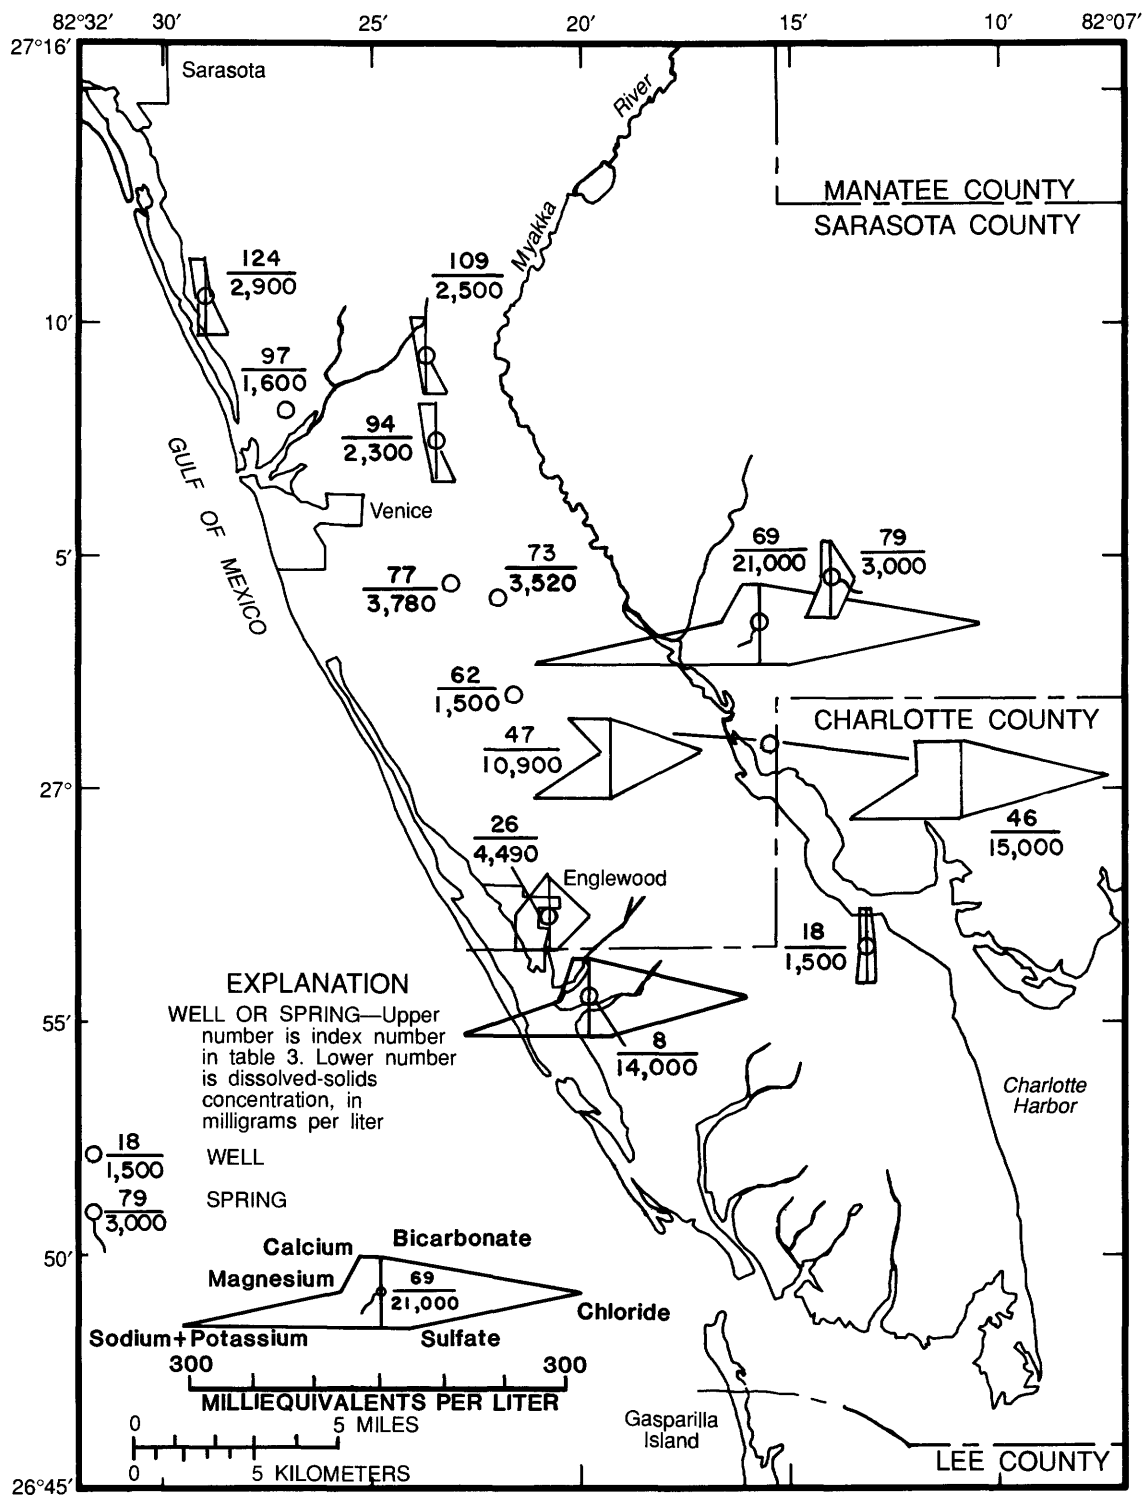 82°32′ 30′ 25′ 20′ 15′ 10′ 82°07′
27°16′
Sarasota
River
Myakka
MANATEE COUNTY
SARASOTA COUNTY
124
2,900
109
2,500
10′
97
1,600
94
2,300
GULF OF MEXICO
Venice
5′
69
21,000
79
3,000
73
3,520
77
3,780
62
1,500
CHARLOTTE COUNTY
47
10,900
27°
46
15,000
26
4,490
Englewood
18
1,500
EXPLANATION
WELL OR SPRING—Upper
number is index number
in table 3. Lower number
is dissolved-solids
concentration, in
milligrams per liter
55′
8
14,000
Charlotte
Harbor
18
1,500
WELL
79
3,000
SPRING
50′
Calcium
Bicarbonate
Magnesium
69
21,000
Chloride
Sodium+Potassium
Sulfate
300 300
MILLIEQUIVALENTS PER LITER
0 5 MILES
0 5 KILOMETERS
Gasparilla
Island
LEE COUNTY
26°45′